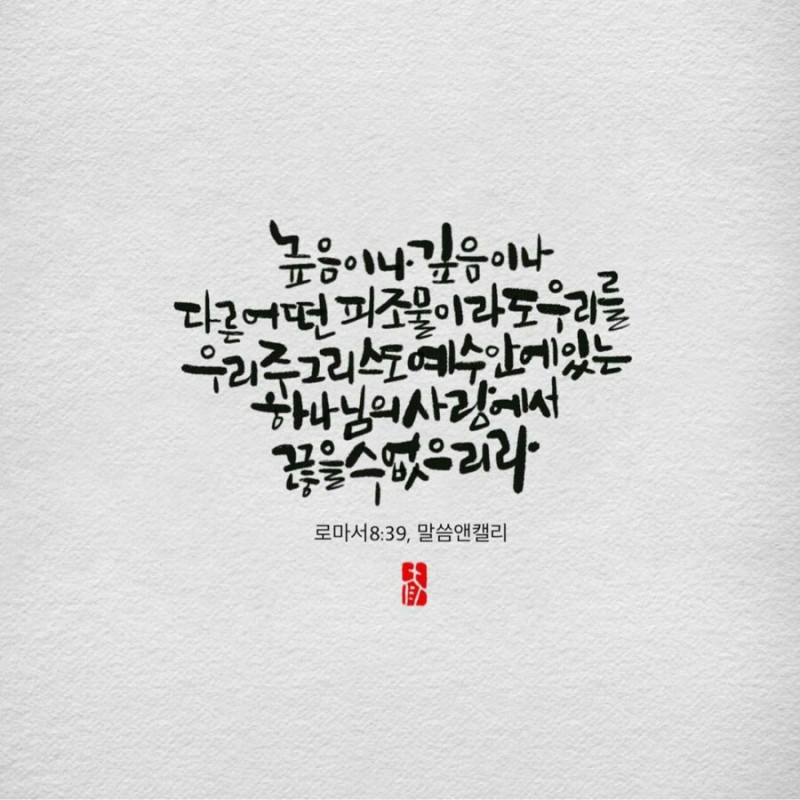 높음이나 깊음이나
다른어떤 피조물이라도우리를
우리주그리스도예수안에있는
하나님의사랑에서
끊을수없으리라.
로마서8:39, 말씀앤캘리